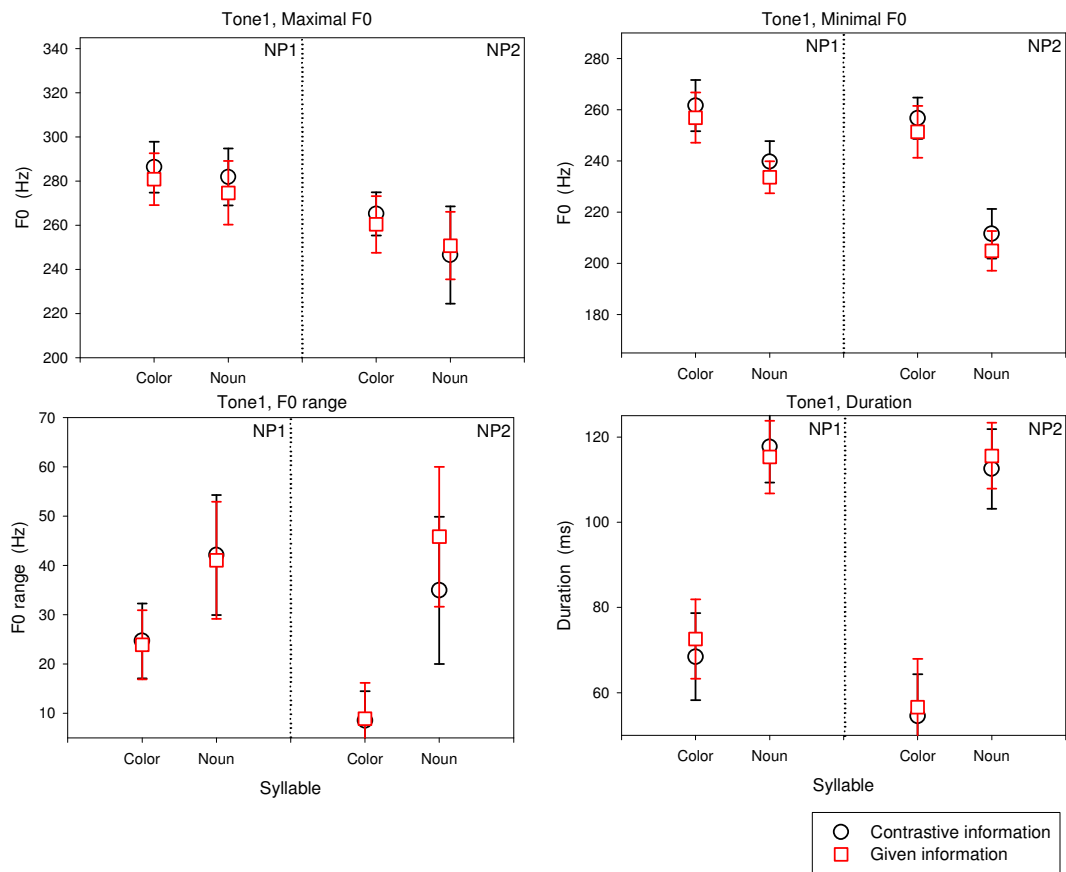 Tone1, Maximal F0
NP1
NP2
F0 (Hz)
340
320
300
280
260
240
220
200
Color
Noun
Color
Noun
Tone1, Minimal F0
NP1
NP2
F0 (Hz)
280
260
240
220
200
180
Color
Noun
Color
Noun
Tone1, F0 range
NP1
NP2
F0 range (Hz)
70
60
50
40
30
20
10
Color
Noun
Color
Noun
Syllable
Tone1, Duration
NP1
NP2
Duration (ms)
120
100
80
60
Color
Noun
Color
Noun
Syllable
Contrastive information
Given information